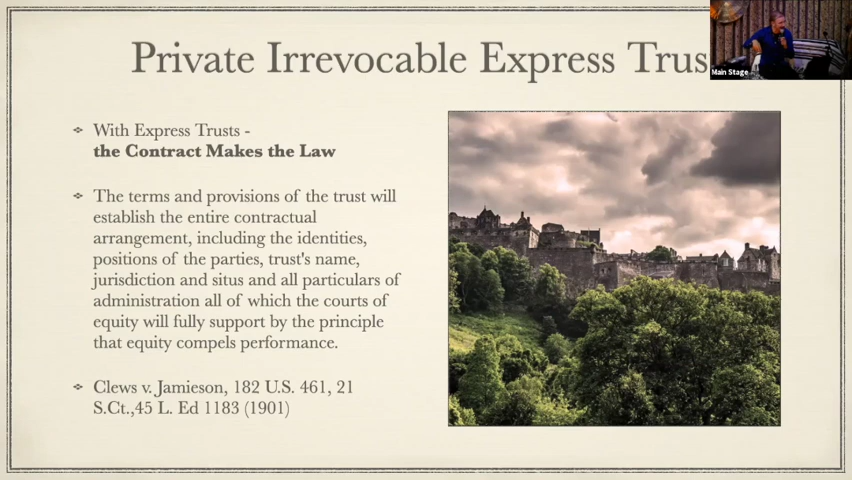 Private Irrevocable Express Trus
Main Stage
With Express Trusts -
the Contract Makes the Law
The terms and provisions of the trust will
establish the entire contractual
arrangement, including the identities,
positions of the parties, trust's name,
jurisdiction and situs and all particulars of
administration all of which the courts of
equity will fully support by the principle
that equity compels performance.
Clews v. Jamieson, 182 U.S. 461, 21
S.Ct.,45 L. Ed 1183 (1901)